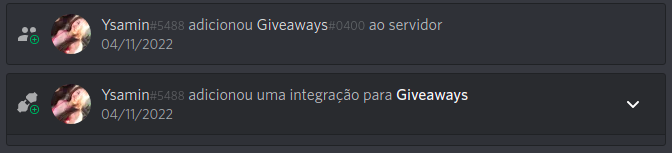 Ysamin#5488 adicionou Giveaways#0400 ao servidor
04/11/2022
Ysamin#5488 adicionou uma integração para Giveaways
04/11/2022